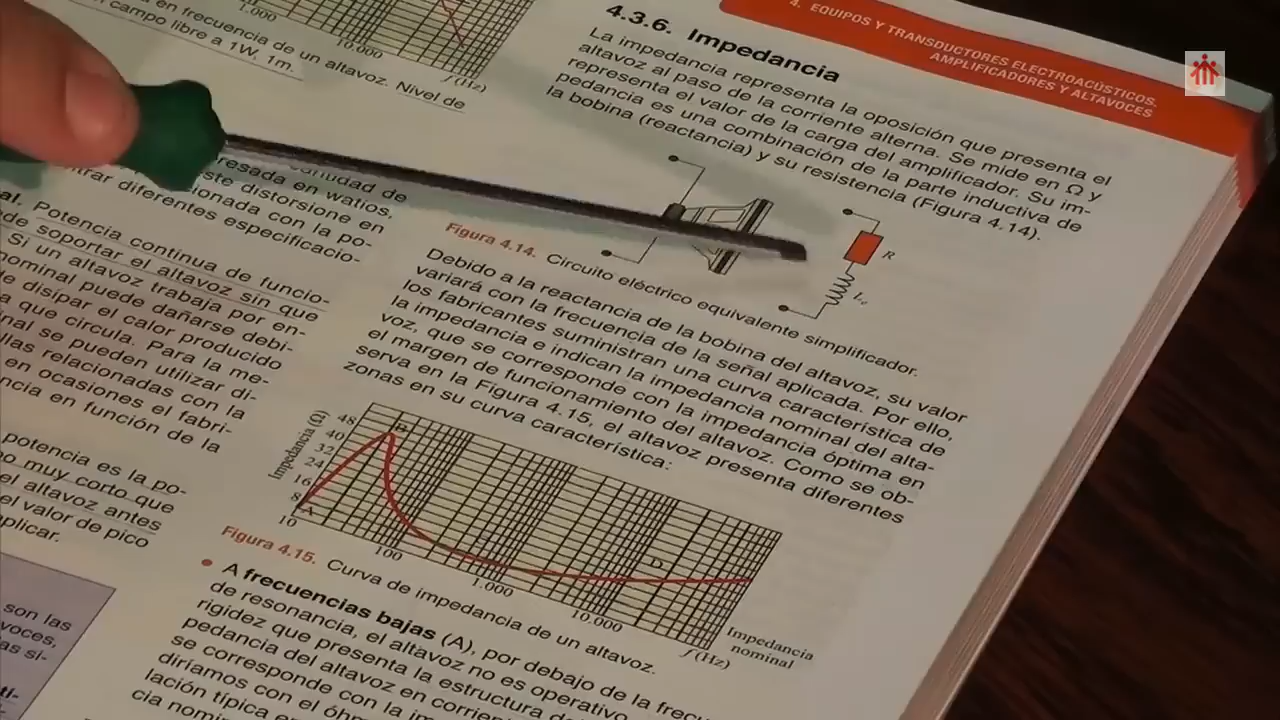 4. EQUIPOS Y TRANSDUCTORES ELECTROACÚSTICOS.
AMPLIFICADORES Y ALTAVOCES
1.000
10.000
f (Hz)
en frecuencia de un altavoz. Nivel de
campo libre a 1W, 1m.
resada en watios,
este distorsione en
ionada con la po-
trar diferentes especificacio-
al. Potencia continua de funcio-
de soportar el altavoz sin que
Si un altavoz trabaja por en-
nominal puede dañarse debi-
de disipar el calor producido
a que circula. Para la me-
nal se pueden utilizar di-
llas relacionadas con la
en ocasiones el fabri-
ncia en función de la
potencia es la po-
o muy corto que
el altavoz antes
el valor de pico
plicar.
son las
voces,
as si-
ti-
4.3.6. Impedancia
La impedancia representa la oposición que presenta el
altavoz al paso de la corriente alterna. Se mide en Ω y
representa el valor de la carga del amplificador. Su im-
pedancia es una combinación de la parte inductiva de
la bobina (reactancia) y su resistencia (Figura 4.14).
R
Figura 4.14. Circuito eléctrico equivalente simplificador.
Debido a la reactancia de la bobina del altavoz, su valor
variará con la frecuencia de la señal aplicada. Por ello,
los fabricantes suministran una curva característica de
la impedancia e indican la impedancia nominal del alta-
voz, que se corresponde con la impedancia óptima en
el margen de funcionamiento del altavoz. Como se ob-
serva en la Figura 4.15, el altavoz presenta diferentes
zonas en su curva característica:
Impedancia (Ω)
48
40
32
24
16
8
A
B
D
10
100
1.000
10.000
f (Hz)
Impedancia
nominal
Figura 4.15. Curva de impedancia de un altavoz.
• A frecuencias bajas (A), por debajo de la frecu
de resonancia, el altavoz no es operativo
rigidez que presenta la estructura de
pedancia del altavoz en corrien
se corresponde con la im
diríamos con el óhm
lación típica e
cia nomi